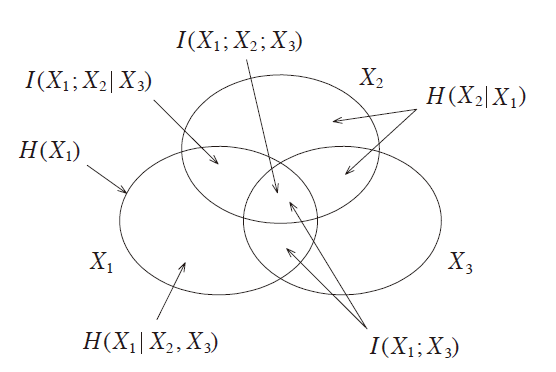 I(X₁; X₂; X₃)
I(X₁; X₂| X₃)
X₂
H(X₂|X₁)
H(X₁)
X₁
X₃
H(X₁| X₂, X₃)
I(X₁; X₃)